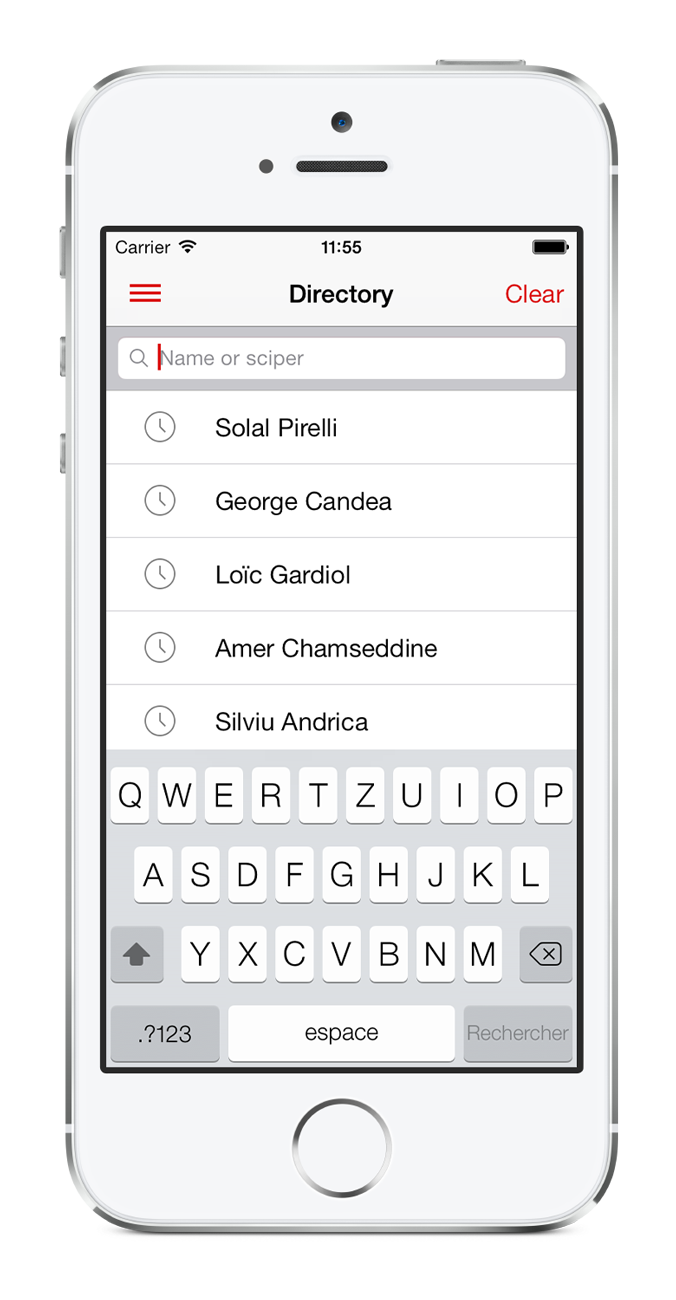 Carrier 11:55
Directory Clear
Name or sciper
Solal Pirelli
George Candea
Loïc Gardiol
Amer Chamseddine
Silviu Andrica
Q W E R T Z U I O P
A S D F G H J K L
Y X C V B N M
.?123 espace Rechercher